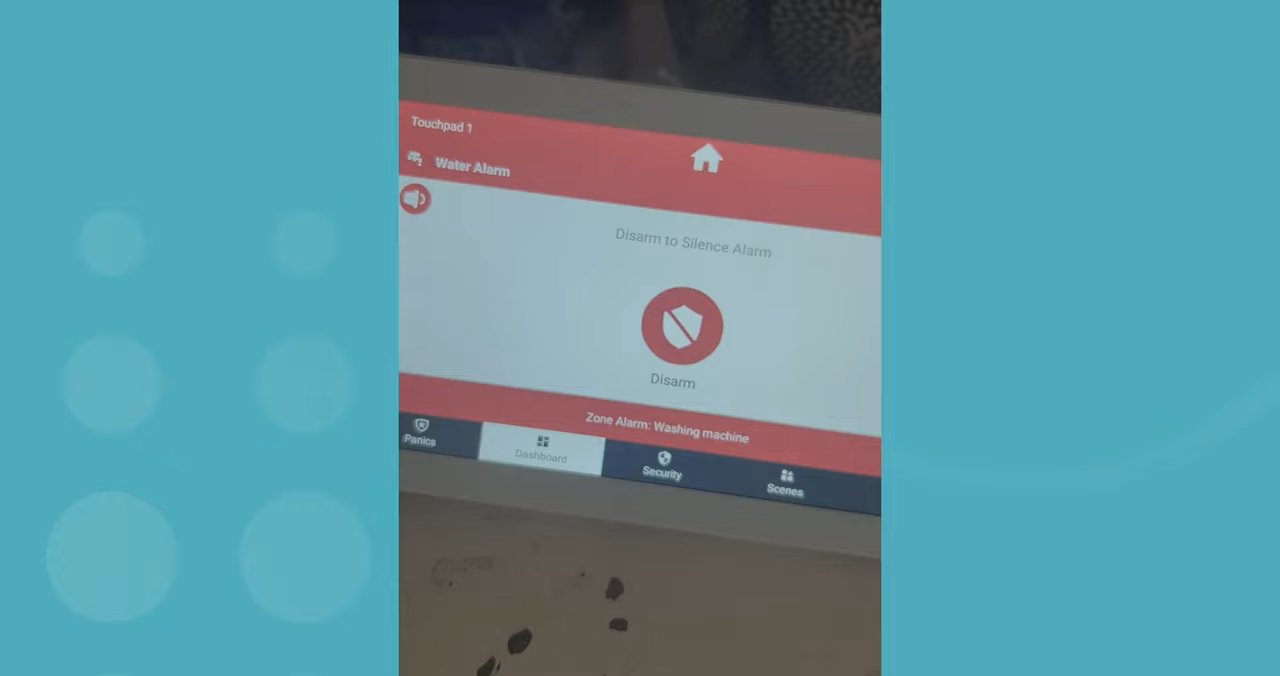 Touchpad 1
Water Alarm
Disarm to Silence Alarm
Disarm
Zone Alarm: Washing machine
Panics
Dashboard
Security
Scenes